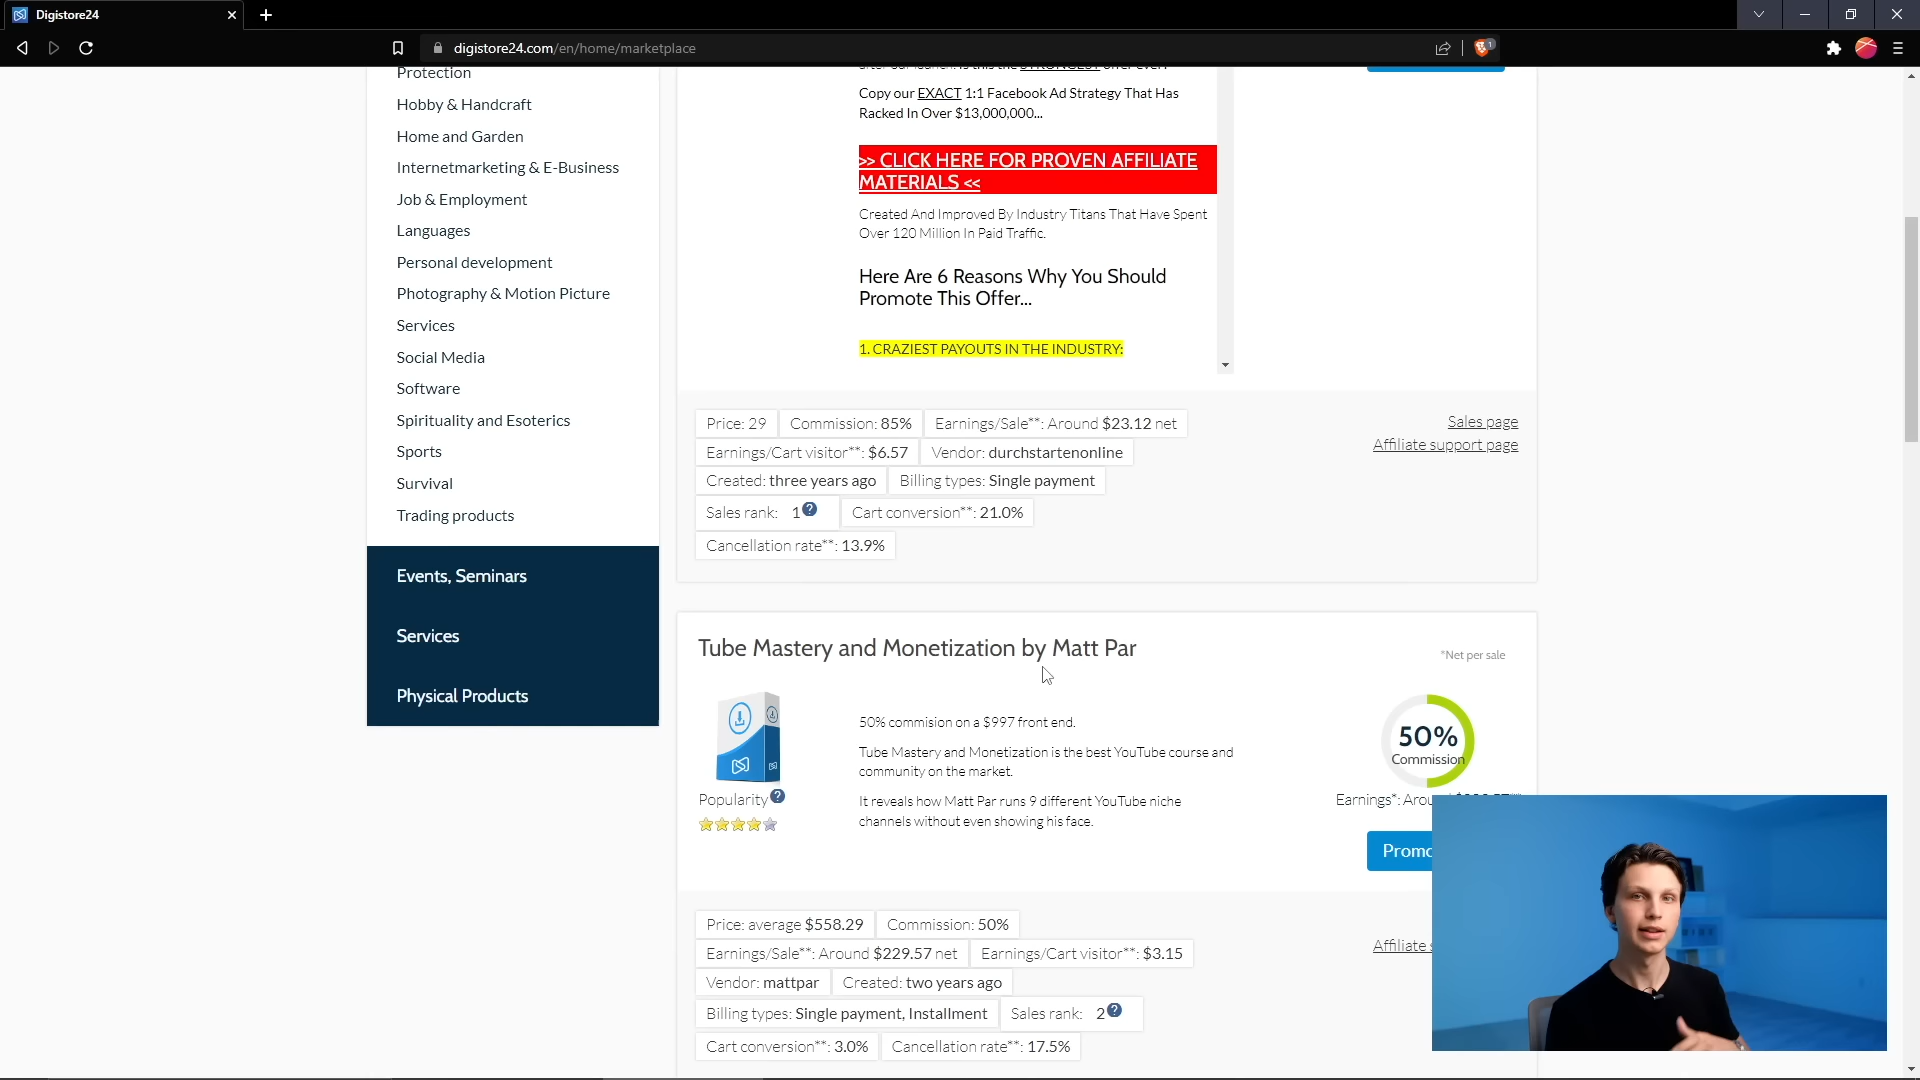 Digistore24
digistore24.com/en/home/marketplace
1
Protection
Hobby & Handcraft
Home and Garden
Internetmarketing & E-Business
Job & Employment
Languages
Personal development
Photography & Motion Picture
Services
Social Media
Software
Spirituality and Esoterics
Sports
Survival
Trading products
Events, Seminars
Services
Physical Products
Copy our EXACT 1:1 Facebook Ad Strategy That Has
Racked In Over $13,000,000...
>> CLICK HERE FOR PROVEN AFFILIATE
MATERIALS <<
Created And Improved By Industry Titans That Have Spent
Over 120 Million In Paid Traffic.
Here Are 6 Reasons Why You Should
Promote This Offer...
1. CRAZIEST PAYOUTS IN THE INDUSTRY:
Price: 29 Commission: 85% Earnings/Sale**: Around $23.12 net
Earnings/Cart visitor**: $6.57 Vendor: durchstartenonline
Created: three years ago Billing types: Single payment
Sales rank: 1 ? Cart conversion**: 21.0%
Cancellation rate**: 13.9%
Sales page
Affiliate support page
Tube Mastery and Monetization by Matt Par
*Net per sale
50% commision on a $997 front end.
Tube Mastery and Monetization is the best YouTube course and
community on the market.
It reveals how Matt Par runs 9 different YouTube niche
channels without even showing his face.
Popularity ?
50%
Commission
Earnings*: Arou
Promo
Price: average $558.29 Commission: 50%
Earnings/Sale**: Around $229.57 net Earnings/Cart visitor**: $3.15
Vendor: mattpar Created: two years ago
Billing types: Single payment, Installment Sales rank: 2 ?
Cart conversion**: 3.0% Cancellation rate**: 17.5%
Affiliate s